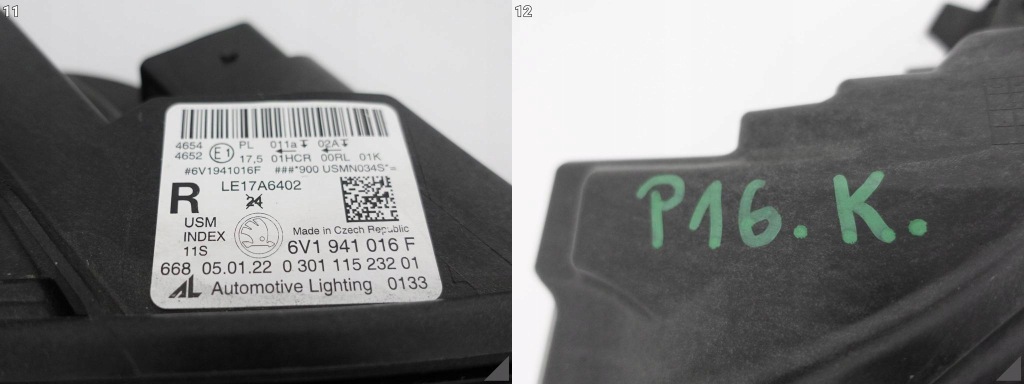 11
4654 E1 PL 011a 02A
4652 17,5 01HCR 00RL 01K
#6V1941016F ###*900 USMN034S*=
R LE17A6402
24
USM
INDEX
11S
Made in Czech Republic
6V1 941 016 F
668 05.01.22 0 301 115 232 01
AL Automotive Lighting 0133
12
P16. K.